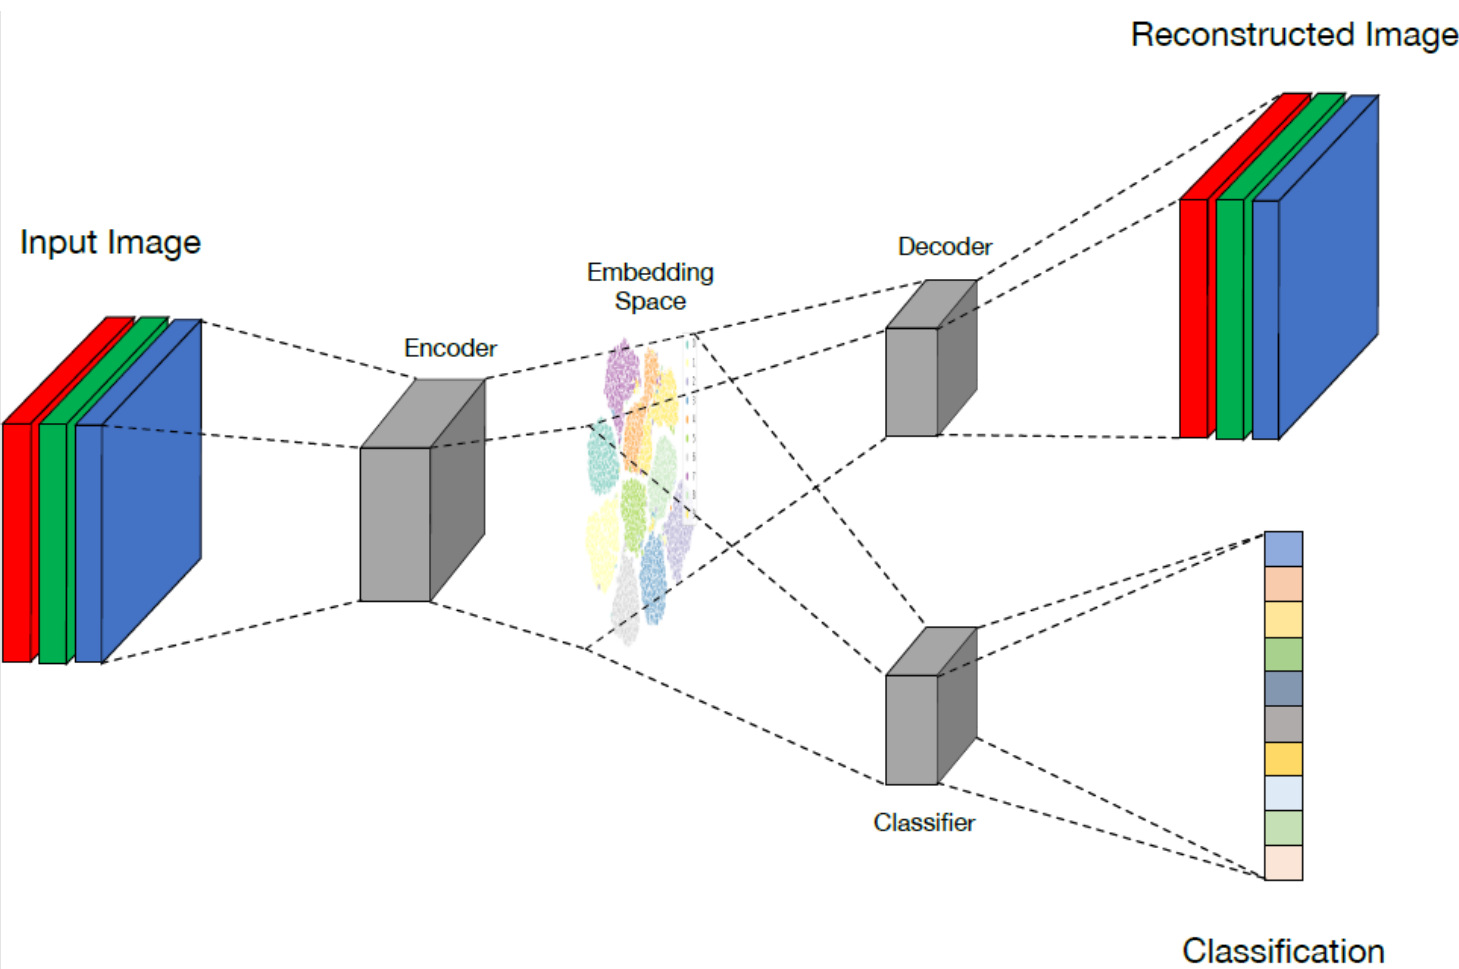 Reconstructed Image
Input Image
Decoder
Embedding
Space
Encoder
Classifier
Classification